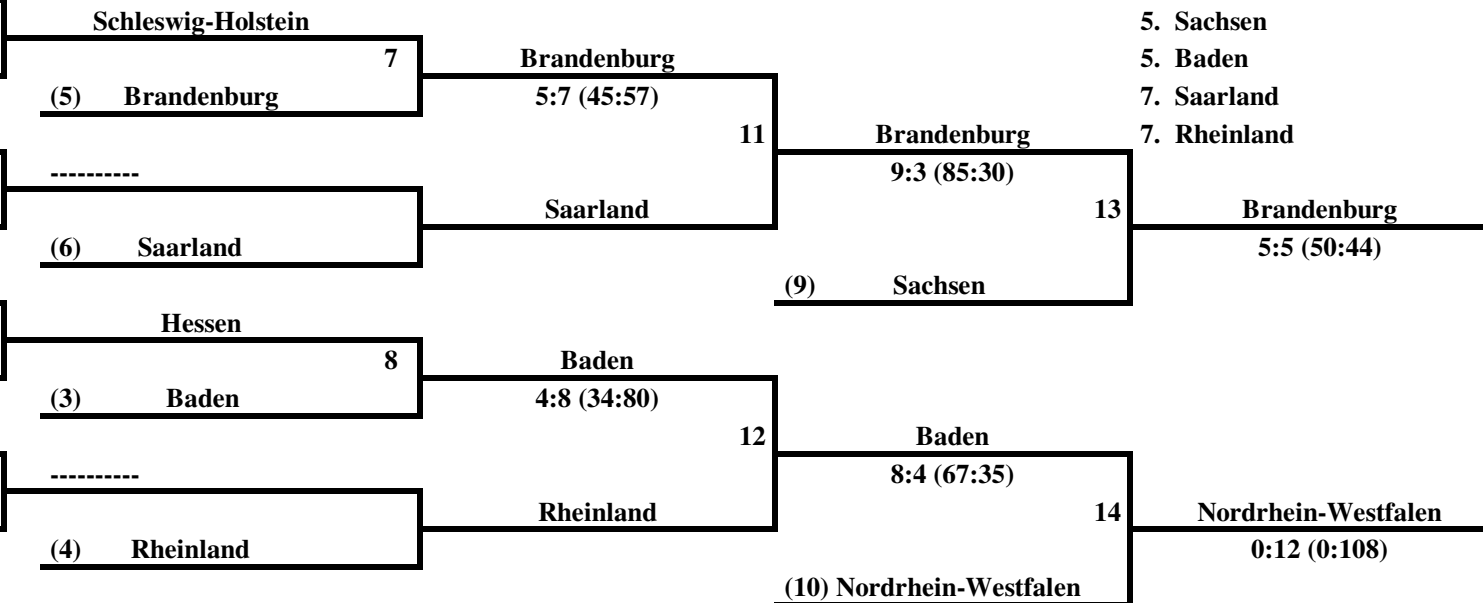 Schleswig-Holstein
5. Sachsen
7
Brandenburg
5. Baden
(5) Brandenburg
5:7 (45:57)
7. Saarland
11
Brandenburg
7. Rheinland
----------
9:3 (85:30)
Saarland
13
Brandenburg
(6) Saarland
5:5 (50:44)
(9) Sachsen
Hessen
8
Baden
(3) Baden
4:8 (34:80)
12
Baden
----------
8:4 (67:35)
Rheinland
14
Nordrhein-Westfalen
(4) Rheinland
0:12 (0:108)
(10) Nordrhein-Westfalen